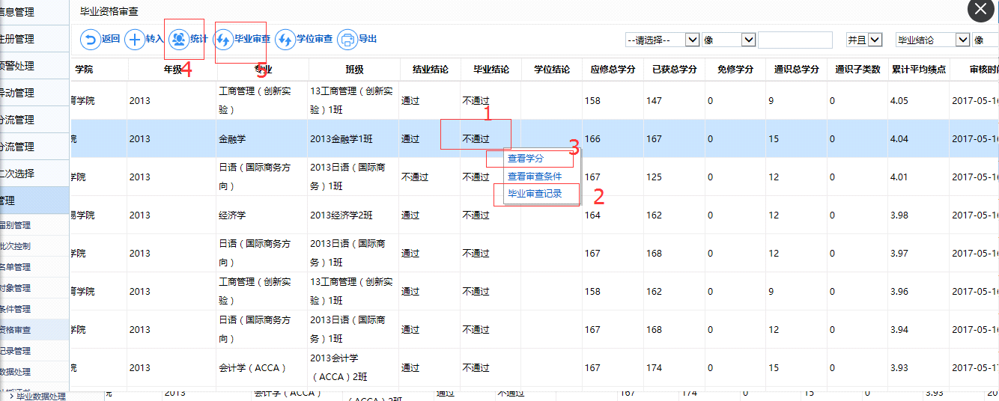 信息管理
注册管理
预警处理
异动管理
分流管理
分流管理
二次选择
管理
届别管理
批次控制
名单管理
对象管理
条件管理
资格审查
记录管理
数据处理
毕业数据处理
毕业资格审查
返回 转入 统计 毕业审查 学位审查 导出
--请选择-- 像 并且 毕业结论 像
4 5
学院 年级 专业 班级 结业结论 毕业结论 学位结论 应修总学分 已获总学分 免修学分 通识总学分 通识子类数 累计平均绩点 审核时间
育学院 2013 工商管理（创新实验） 13工商管理（创新实验）1班 通过 不通过 158 147 0 9 0 4.05 2017-05-16
1
院 2013 金融学 2013金融学1班 通过 不通过 166 167 0 15 0 4.04 2017-05-16
3
查看学分
查看审查条件
毕业审查记录
2
学院 2013 日语（国际商务方向） 2013日语（国际商务）1班 不通过 不通过 167 125 0 12 0 4.01 2017-05-16
易学院 2013 经济学 2013经济学2班 通过 不通过 164 162 0 12 0 3.98 2017-05-16
学院 2013 日语（国际商务方向） 2013日语（国际商务）1班 通过 不通过 167 168 0 12 0 3.97 2017-05-16
育学院 2013 工商管理（创新实验） 13工商管理（创新实验）1班 通过 不通过 158 162 0 9 0 3.96 2017-05-16
学院 2013 日语（国际商务方向） 2013日语（国际商务）1班 通过 不通过 167 168 0 12 0 3.94 2017-05-16
院 2013 会计学（ACCA） 2013会计学（ACCA）2班 通过 不通过 167 174 0 15 0 3.93 2017-05-17
院 2013 会计学（ACCA） （ACCA）2班 通过 不通过 167 174 0 15 0 3.93 20